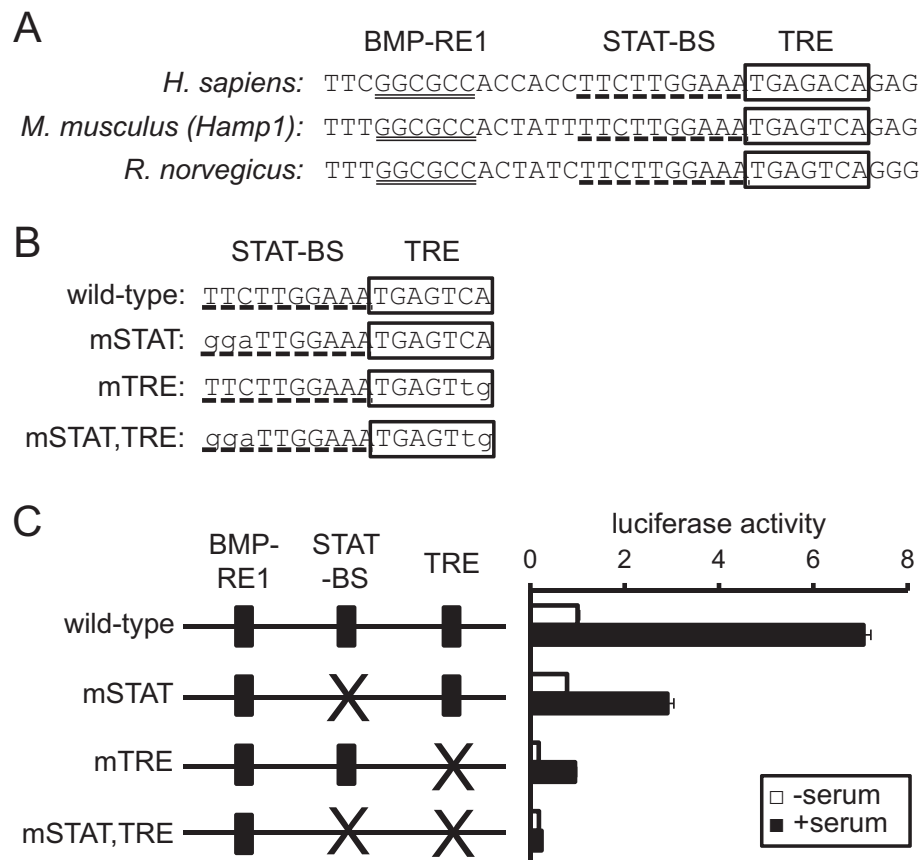 A
BMP-RE1 STAT-BS TRE
H. sapiens: TTCGGCGCCACCACCTTCTTGGAAATGAGACAGAG
M. musculus (Hamp1): TTTGGCGCCACTATTTTCTTGGAAATGAGTCAGAG
R. norvegicus: TTTGGCGCCACTATCTTCTTGGAAATGAGTCAGGG
B
STAT-BS TRE
wild-type: TTCTTGGAAATGAGTCA
mSTAT: ggaTTGGAAATGAGTCA
mTRE: TTCTTGGAAATGAGTtg
mSTAT,TRE: ggaTTGGAAATGAGTtg
C
luciferase activity
BMP-RE1 STAT-BS TRE
0 2 4 6 8
wild-type
mSTAT
mTRE
mSTAT,TRE
-serum
+serum